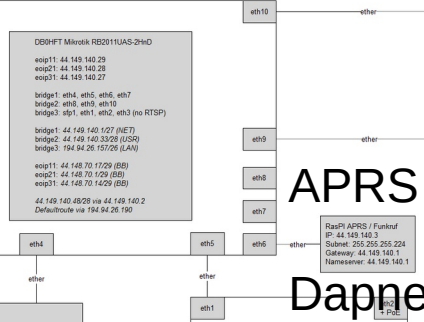 eth10
ether
DB0HFT Mikrotik RB2011UAS-2HnD
eoip11: 44.149.140.29
eoip21: 44.149.140.28
eoip31: 44.149.140.27
bridge1: eth4, eth5, eth6, eth7
bridge2: eth8, eth9, eth10
bridge3: sfp1, eth1, eth2, eth3 (no RTSP)
bridge1: 44.149.140.1/27 (NET)
bridge2: 44.149.140.33/28 (USR)
bridge3: 194.94.26.157/26 (LAN)
eoip11: 44.148.70.17/29 (BB)
eoip21: 44.148.70.1/29 (BB)
eoip31: 44.148.70.14/29 (BB)
44.149.140.48/28 via 44.149.140.2
Defaultroute via 194.94.26.190
eth9
ether
eth8
APRS
eth7
eth4
eth5
eth6
ether
RasPI APRS / Funkruf
IP: 44.149.140.3
Subnet: 255.255.255.224
Gateway: 44.149.140.1
Nameserver: 44.149.140.1
ether
ether
eth1
Dapne
eth2
+ PoE